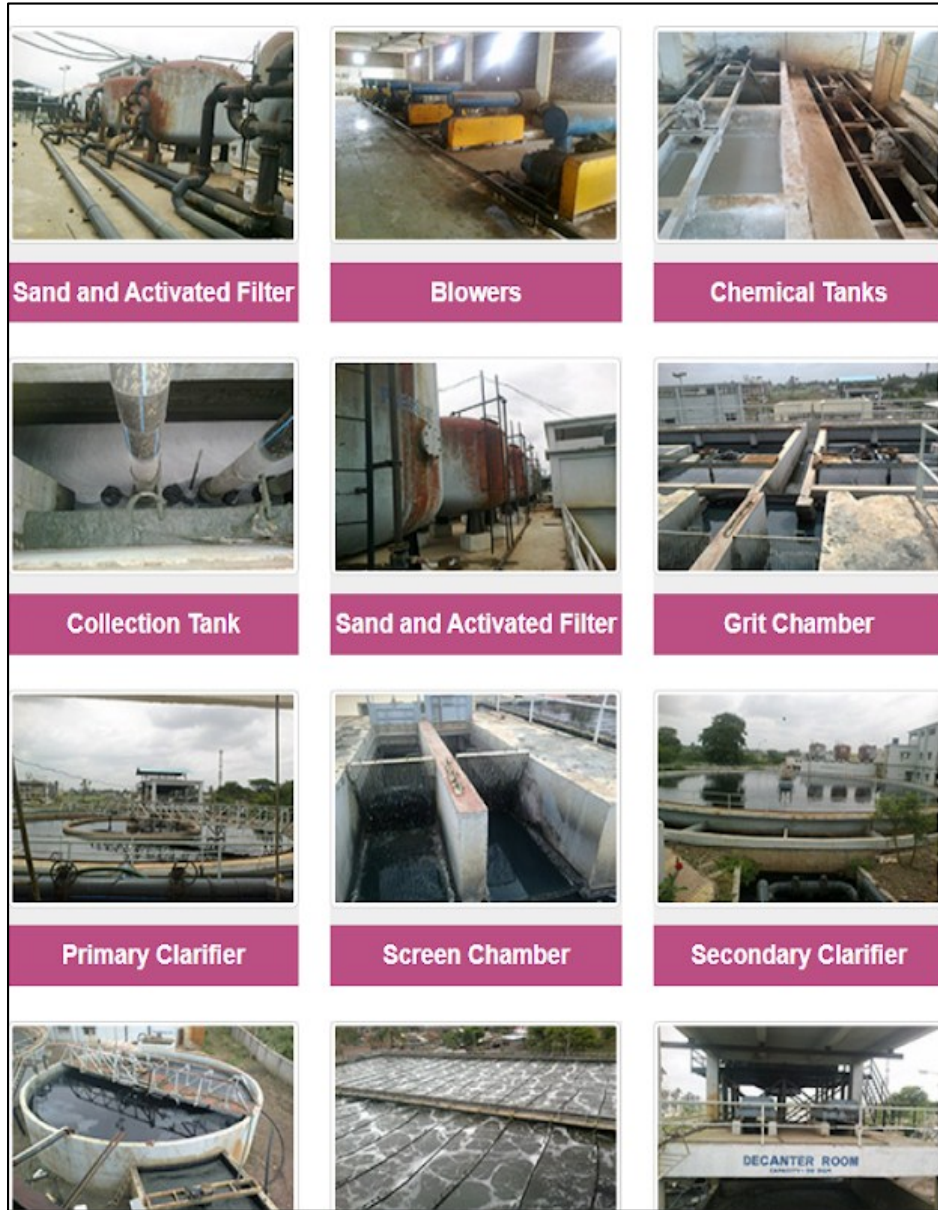 Sand and Activated Filter
Blowers
Chemical Tanks
Collection Tank
Sand and Activated Filter
Grit Chamber
Primary Clarifier
Screen Chamber
Secondary Clarifier
DECANTER ROOM